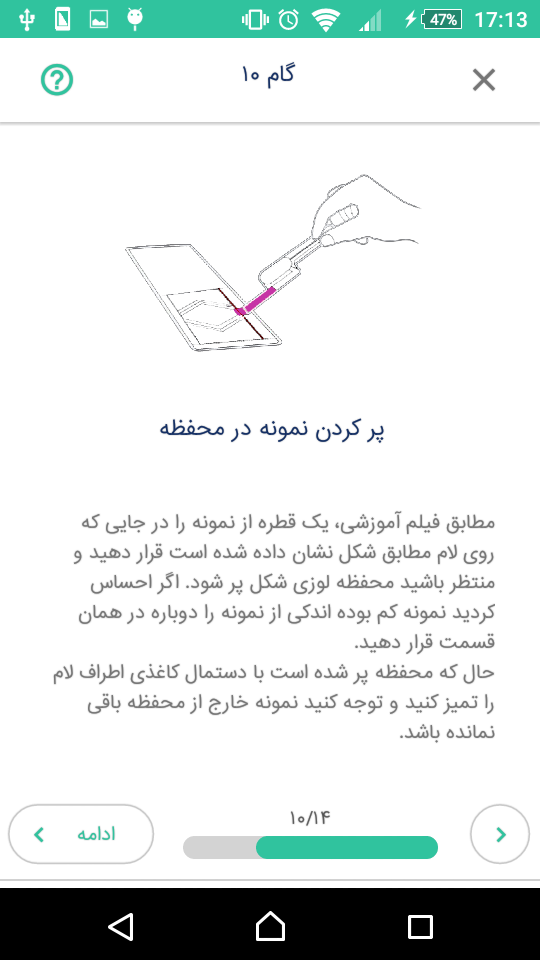 47% 17:13
گام ۱۰
پر کردن نمونه در محفظه
مطابق فیلم آموزشی، یک قطره از نمونه را در جایی که
روی لام مطابق شکل نشان داده شده است قرار دهید و
منتظر باشید محفظه لوزی شکل پر شود. اگر احساس
کردید نمونه کم بوده اندکی از نمونه را دوباره در همان
قسمت قرار دهید.
حال که محفظه پر شده است با دستمال کاغذی اطراف لام
را تمیز کنید و توجه کنید نمونه خارج از محفظه باقی
نمانده باشد.
۱۰/۱۴
ادامه